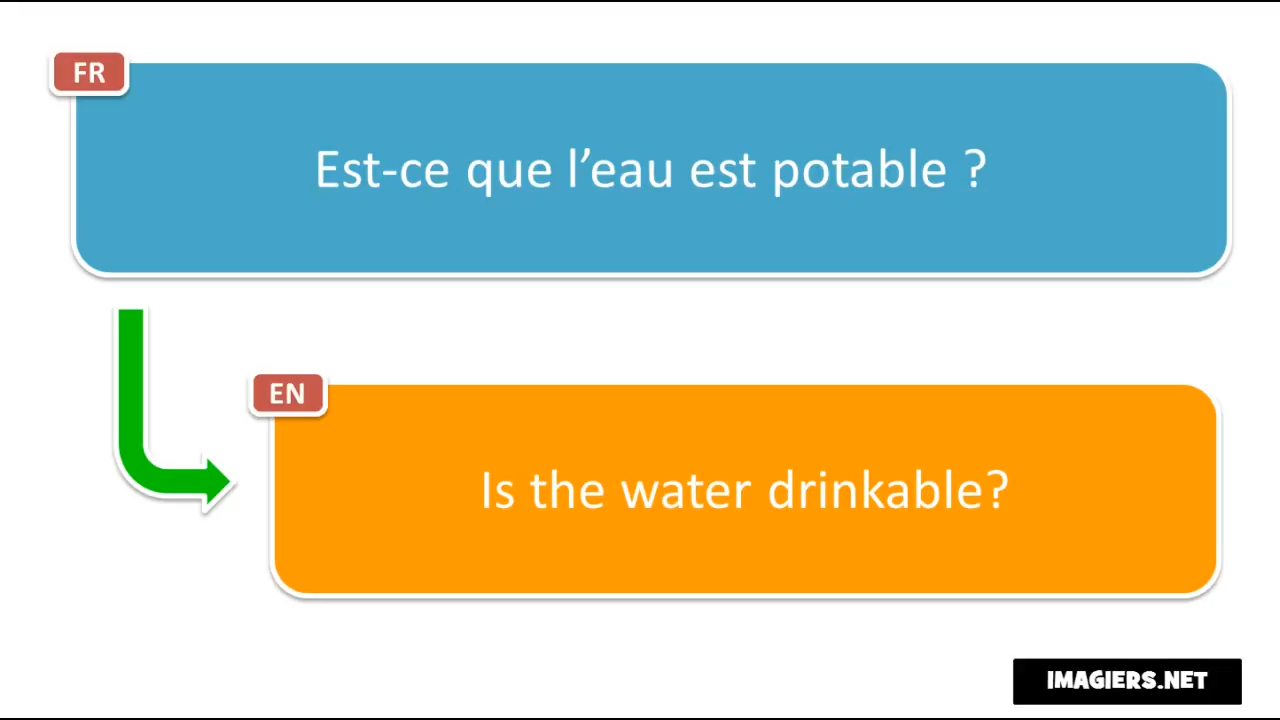 FR
Est-ce que l’eau est potable ?
EN
Is the water drinkable?
IMAGIERS.NET